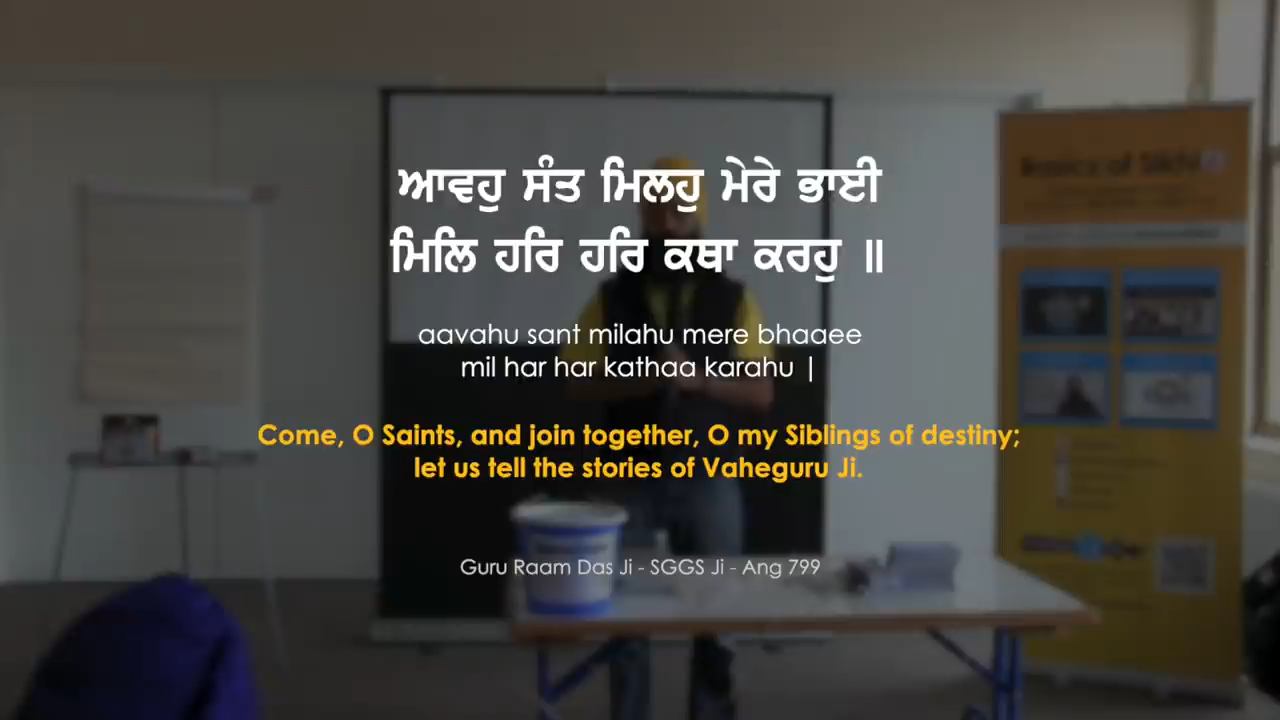 ਆਵਹੁ ਸੰਤ ਮਿਲਹੁ ਮੇਰੇ ਭਾਈ
ਮਿਲਿ ਹਰਿ ਹਰਿ ਕਥਾ ਕਰਹੁ ॥
aavahu sant milahu mere bhaaee
mil har har kathaa karahu |
Come, O Saints, and join together, O my Siblings of destiny;
let us tell the stories of Vaheguru Ji.
Guru Raam Das Ji - SGGS Ji - Ang 799
Basics of Sikhi